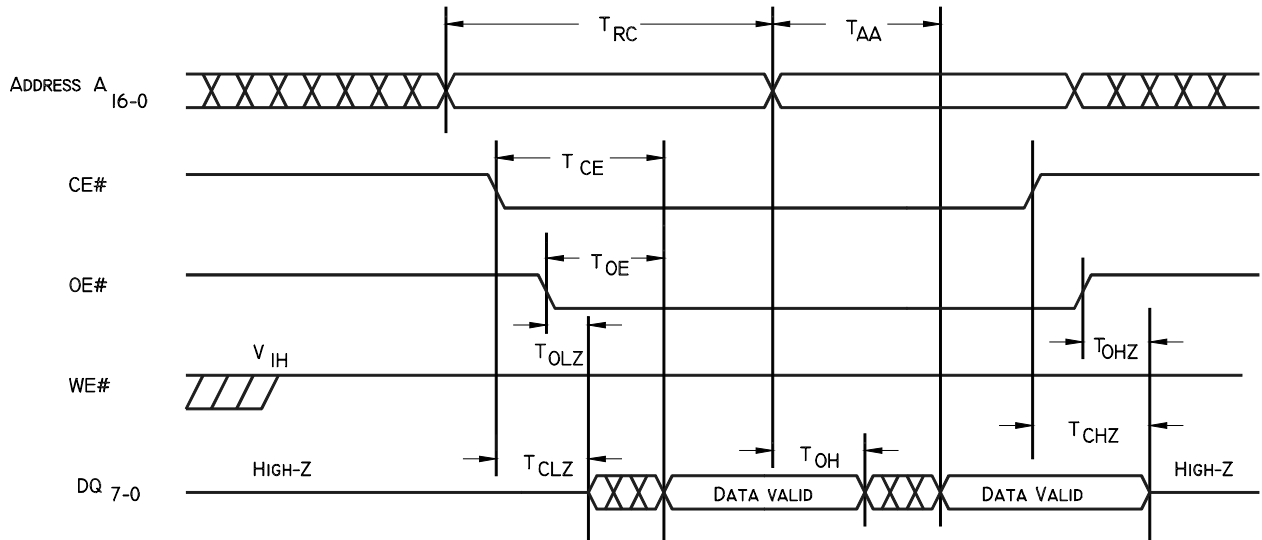 T RC
T AA
ADDRESS A 16-0
T CE
CE#
T OE
OE#
T OLZ
T OHZ
V IH
WE#
T CHZ
T OH
HIGH-Z
T CLZ
HIGH-Z
DQ 7-0
DATA VALID
DATA VALID